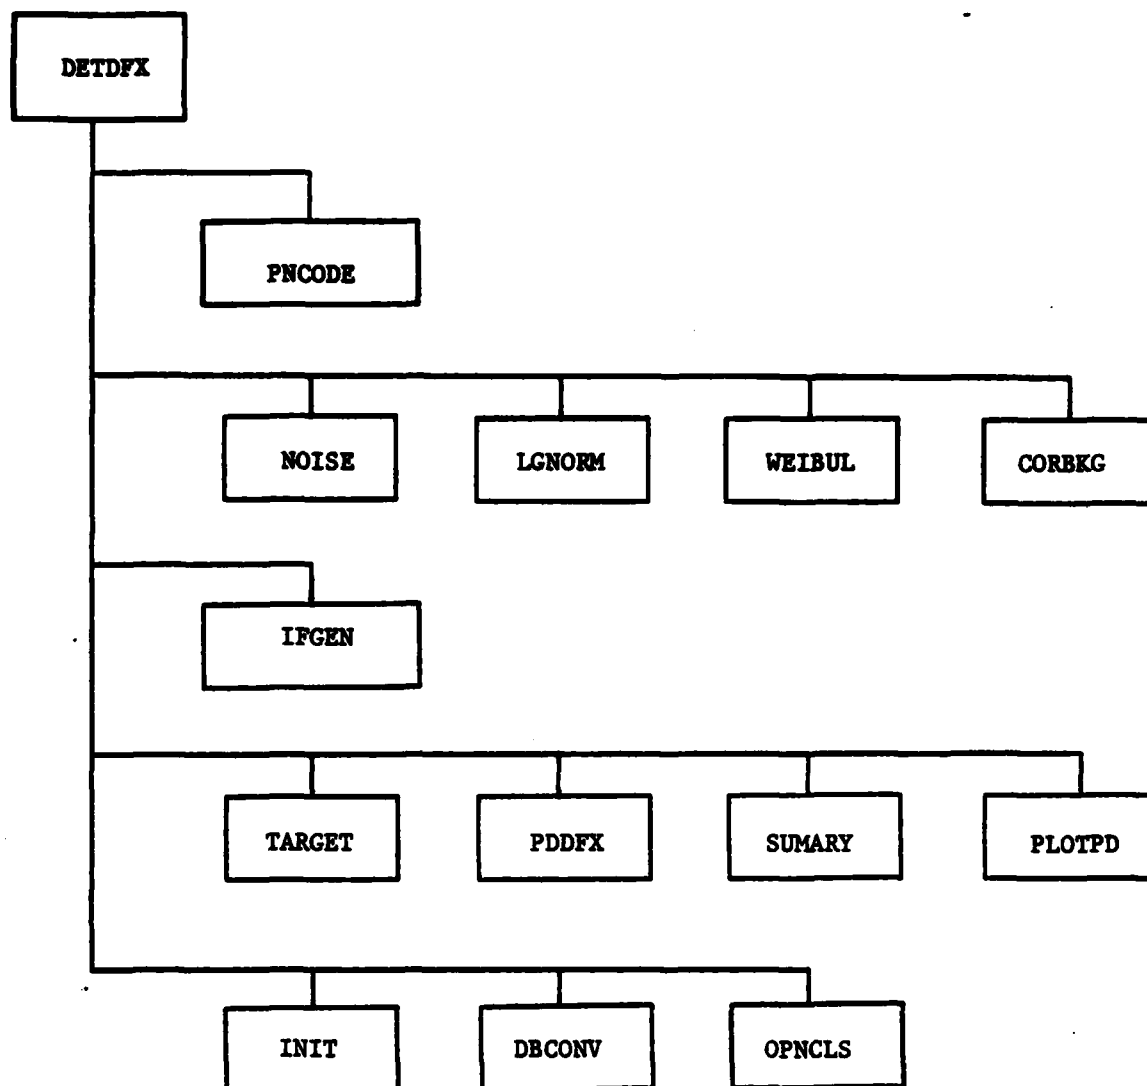 DETDFX
PNCODE
NOISE LGNORM WEIBUL CORBKG
IFGEN
TARGET PDDFX SUMARY PLOTPD
INIT DBCONV OPNCLS